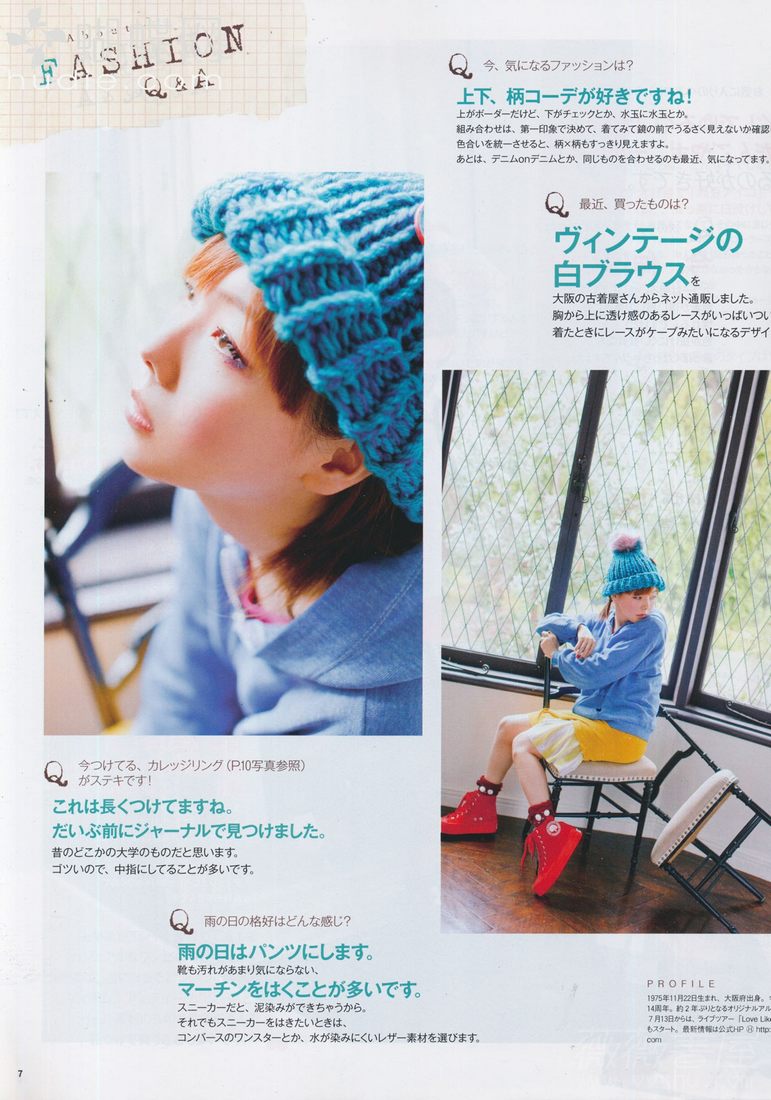 About
FASHION
Q & A
Q 今、気になるファッションは?
上下、柄コーデが好きですね!
上がボーダーだけど、下がチェックとか、水玉に水玉とか。
組み合わせは、第一印象で決めて、着てみて鏡の前でうるさく見えないか確認
色合いを統一させると、柄×柄もすっきり見えますよ。
あとは、デニムonデニムとか、同じものを合わせるのも最近、気になってます。
Q 最近、買ったものは?
ヴィンテージの
白ブラウスを
大阪の古着屋さんからネット通販しました。
胸から上に透け感のあるレースがいっぱいつい
着たときにレースがケープみたいになるデザイ
Q 今つけてる、カレッジリング(P.10写真参照)
がステキです!
これは長くつけてますね。
だいぶ前にジャーナルで見つけました。
昔のどこかの大学のものだと思います。
ゴツいので、中指にしてることが多いです。
Q 雨の日の格好はどんな感じ?
雨の日はパンツにします。
靴も汚れがあまり気にならない、
マーチンをはくことが多いです。
スニーカーだと、泥染みができちゃうから。
それでもスニーカーをはきたいときは、
コンバースのワンスターとか、水が染みにくいレザー素材を選びます。
PROFILE
1975年11月22日生まれ、大阪府出身。
14周年。約2年ぶりとなるオリジナルアル
7月13日からは、ライブツアー「Love Like
もスタート。最新情報は公式HP Ⓗ http:
com
7